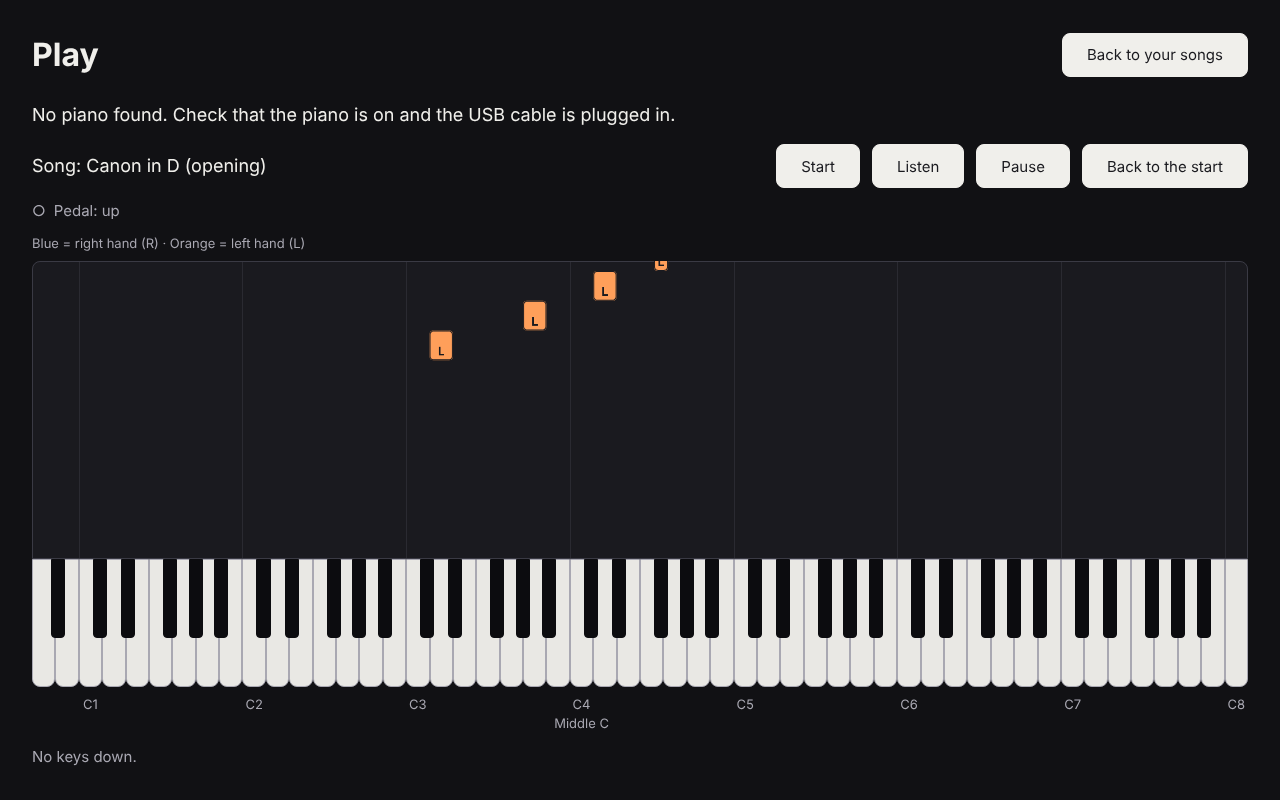 Play
Back to your songs
No piano found. Check that the piano is on and the USB cable is plugged in.
Song: Canon in D (opening)
Start
Listen
Pause
Back to the start
Pedal: up
Blue = right hand (R) · Orange = left hand (L)
L
L
L
L
C1
C2
C3
C4
C5
C6
C7
C8
Middle C
No keys down.